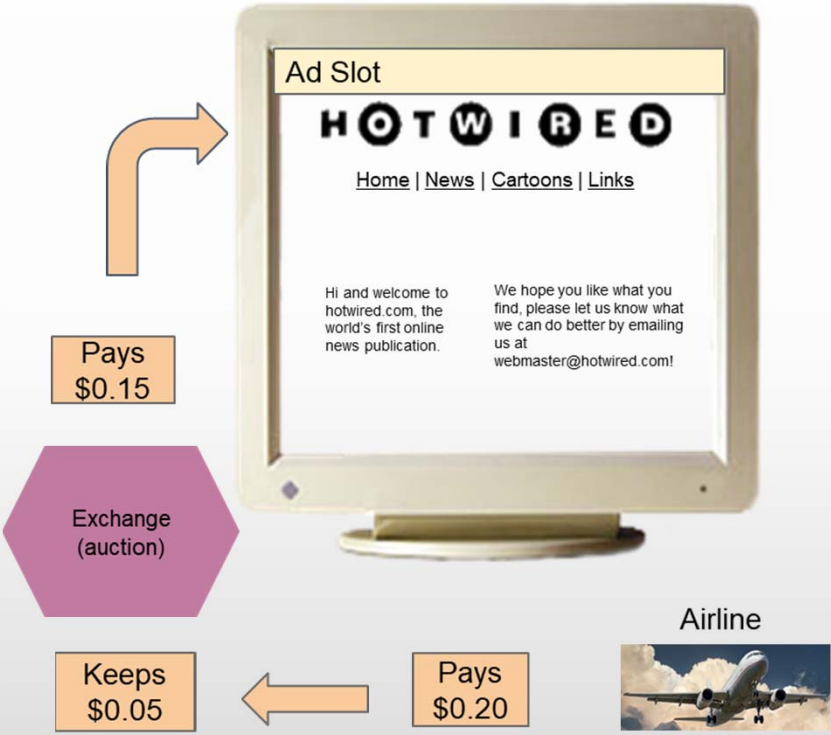 Ad Slot
HOTWIRED
Home | News | Cartoons | Links
Hi and welcome to
hotwired.com, the
world's first online
news publication.
We hope you like what you
find, please let us know what
we can do better by emailing
us at
webmaster@hotwired.com!
Pays
$0.15
Exchange
(auction)
Keeps
$0.05
Pays
$0.20
Airline